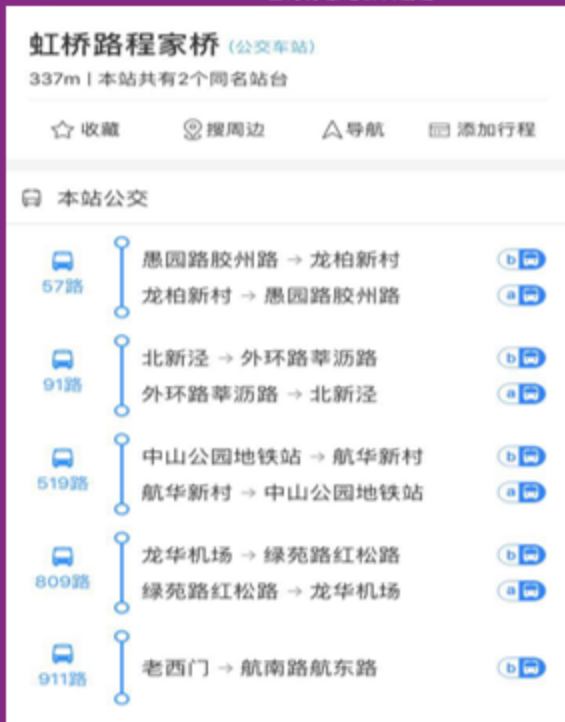 虹桥路程家桥 (公交车站)
337m | 本站共有2个同名站台
收藏 搜周边 导航 添加行程
本站公交
57路
愚园路胶州路 → 龙柏新村 b
龙柏新村 → 愚园路胶州路 a
91路
北新泾 → 外环路莘沥路 b
外环路莘沥路 → 北新泾 a
519路
中山公园地铁站 → 航华新村 b
航华新村 → 中山公园地铁站 a
809路
龙华机场 → 绿苑路红松路 b
绿苑路红松路 → 龙华机场 a
911路
老西门 → 航南路航东路 b